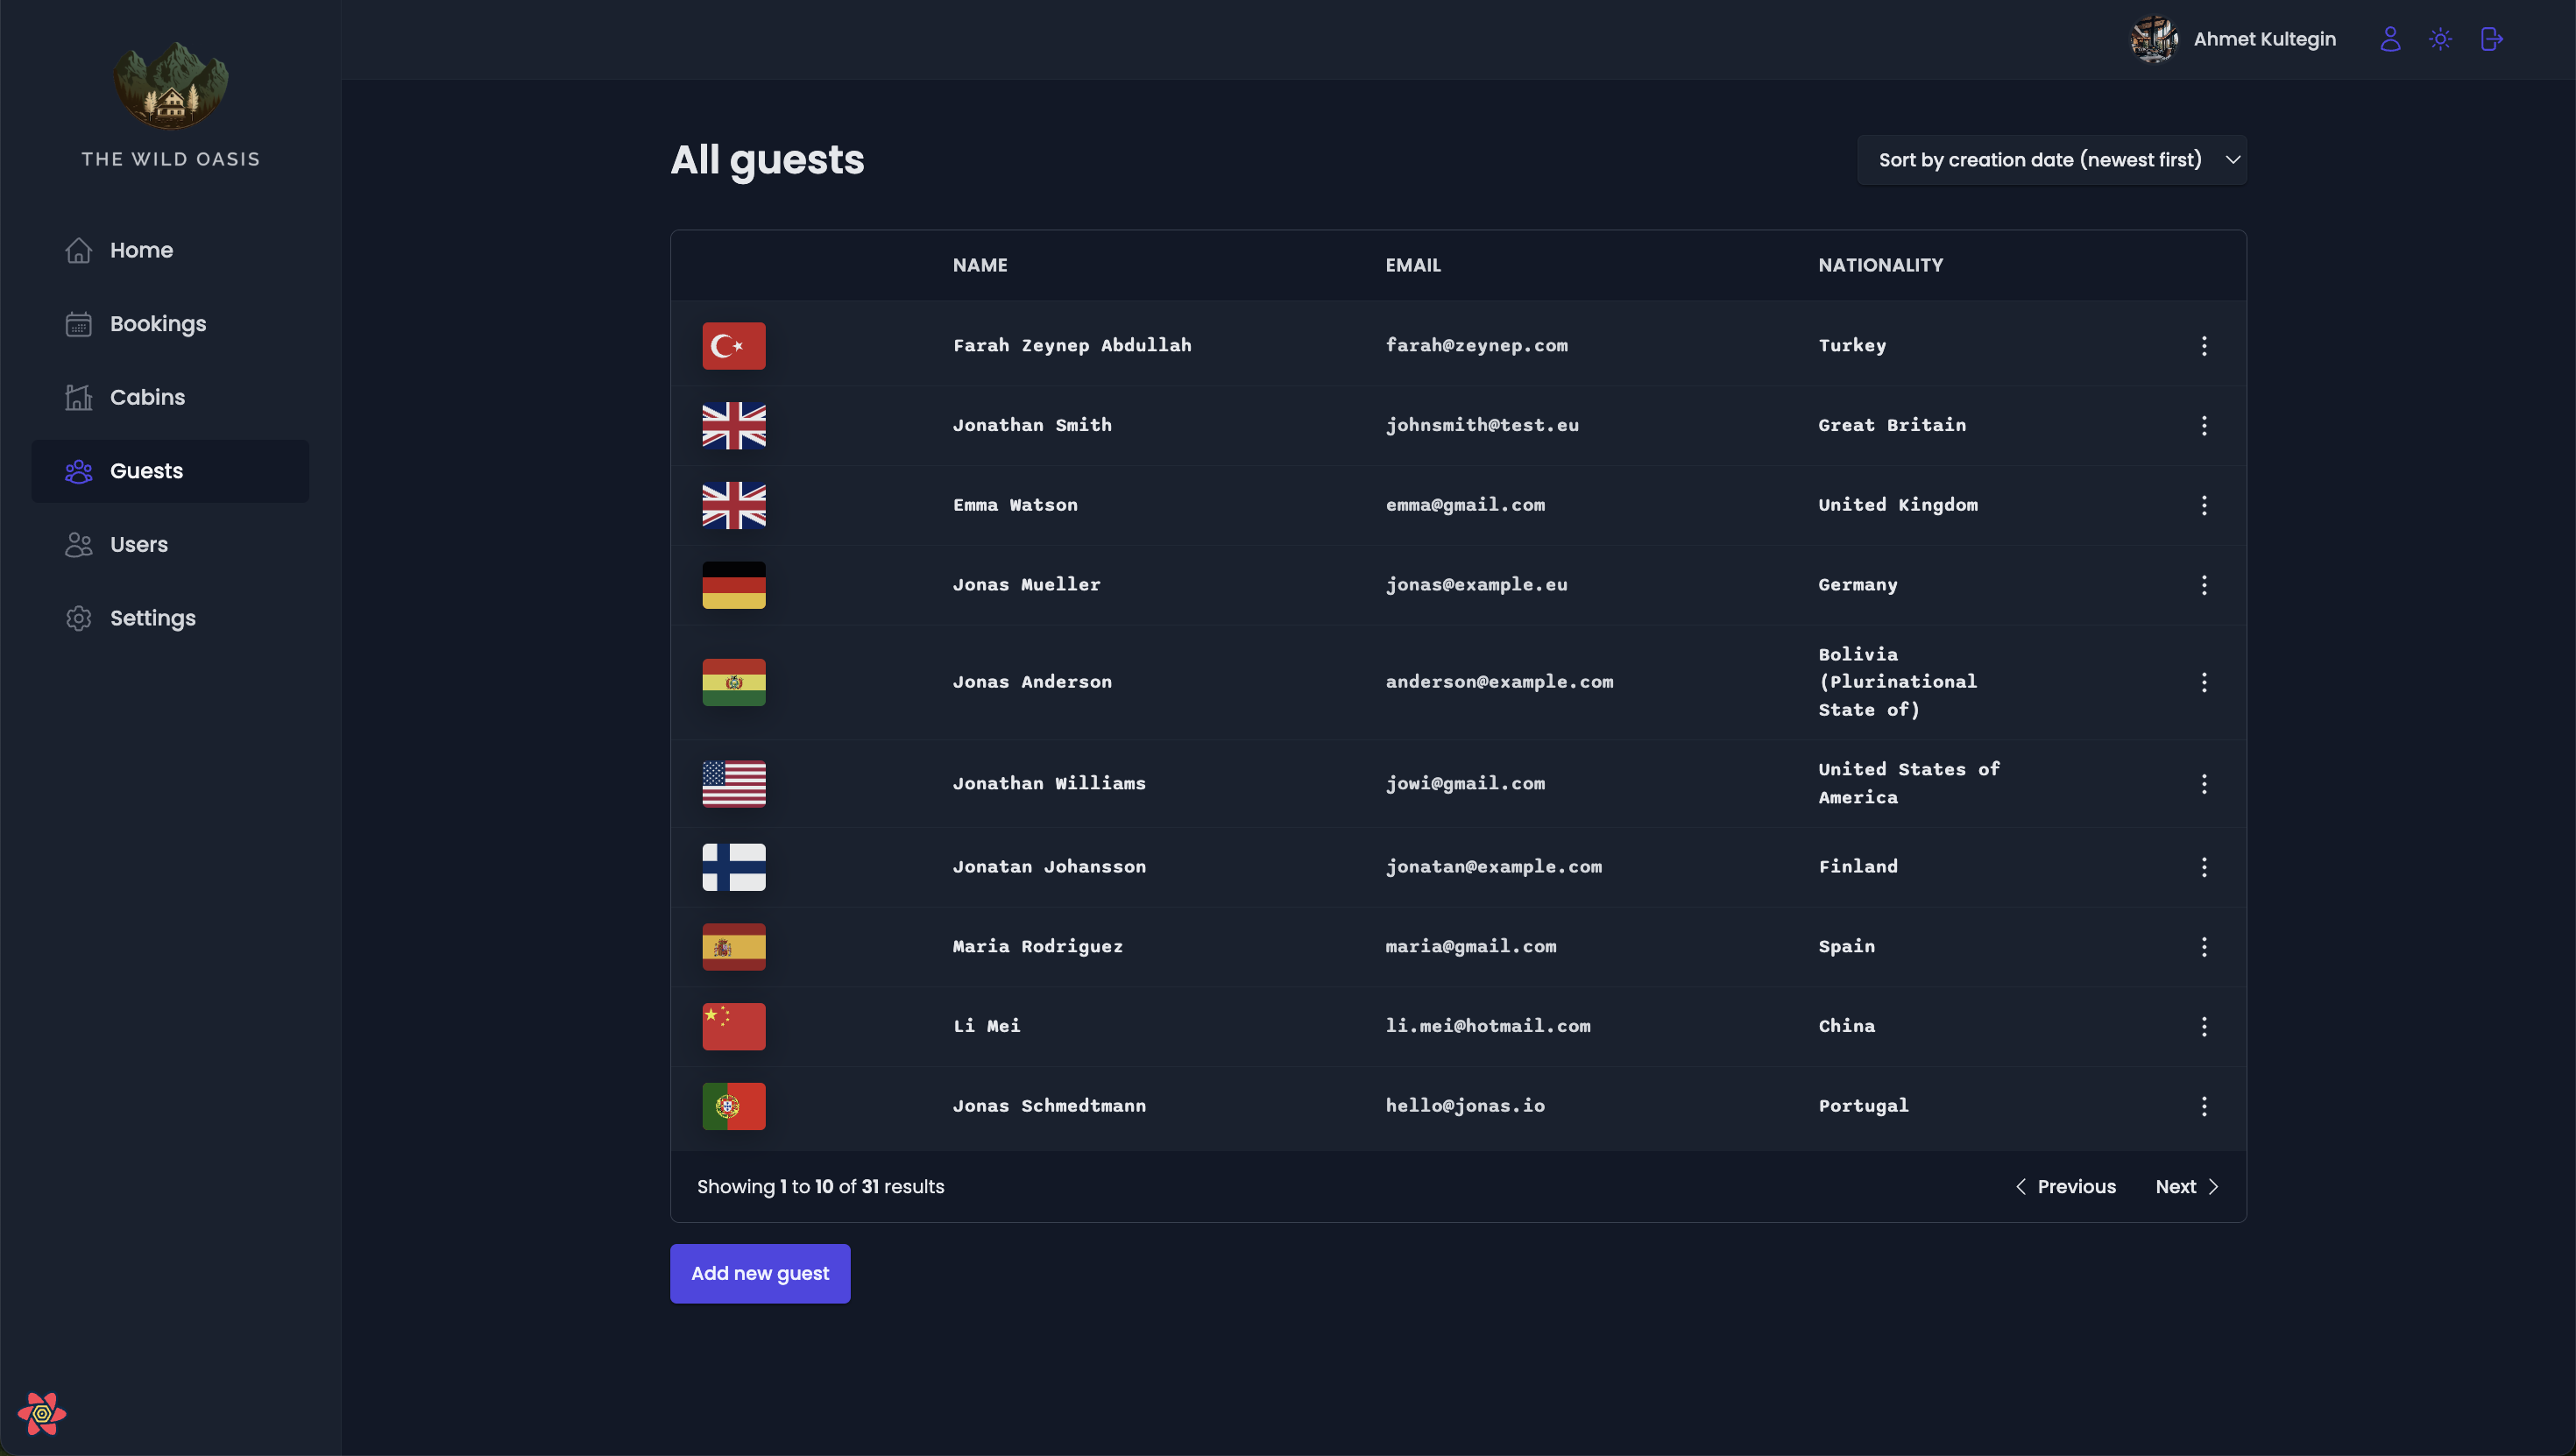 THE WILD OASIS
Home
Bookings
Cabins
Guests
Users
Settings
Ahmet Kultegin
All guests
Sort by creation date (newest first)
NAME EMAIL NATIONALITY
Farah Zeynep Abdullah farah@zeynep.com Turkey
Jonathan Smith johnsmith@test.eu Great Britain
Emma Watson emma@gmail.com United Kingdom
Jonas Mueller jonas@example.eu Germany
Jonas Anderson anderson@example.com Bolivia
(Plurinational
State of)
Jonathan Williams jowi@gmail.com United States of
America
Jonatan Johansson jonatan@example.com Finland
Maria Rodriguez maria@gmail.com Spain
Li Mei li.mei@hotmail.com China
Jonas Schmedtmann hello@jonas.io Portugal
Showing 1 to 10 of 31 results Previous Next
Add new guest